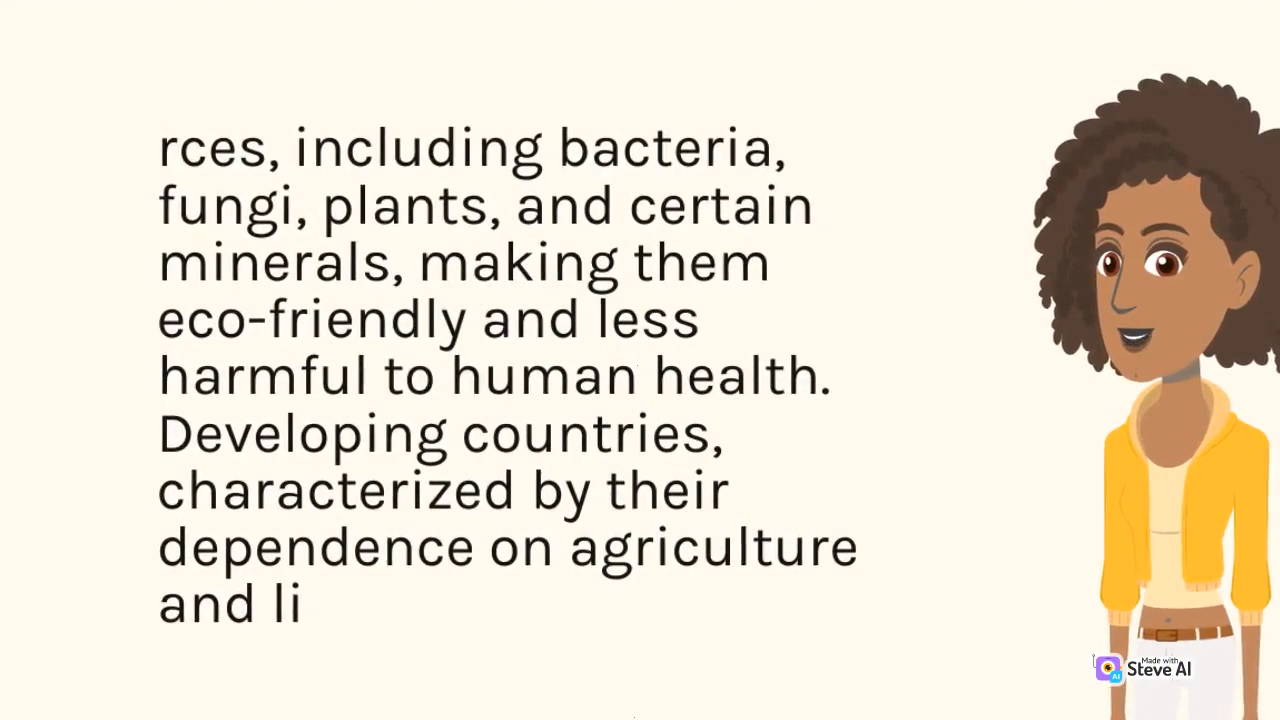 rces, including bacteria,
fungi, plants, and certain
minerals, making them
eco-friendly and less
harmful to human health.
Developing countries,
characterized by their
dependence on agriculture
and li
Made with
Steve AI
AI